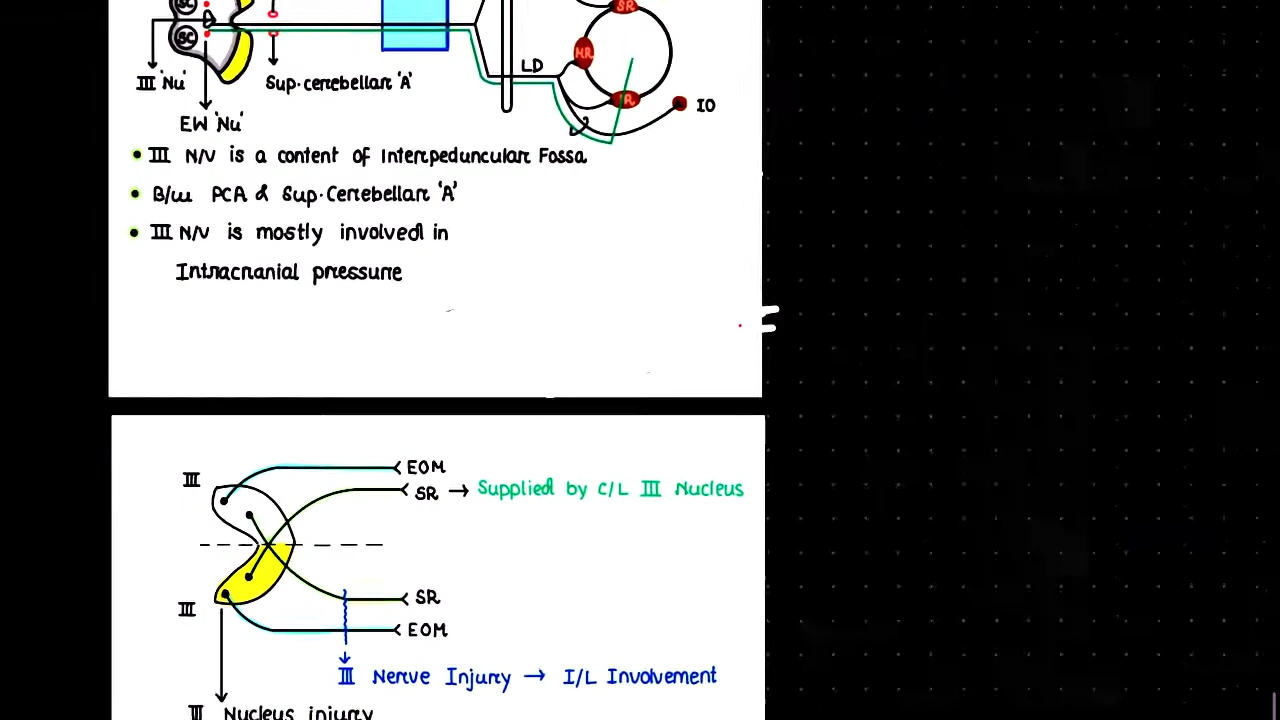 SC
SR
SC
MR
LD
III 'Nu'
Sup. cerebellar 'A'
IR
IO
EW 'Nu'
• III N/V is a content of Interpeduncular Fossa
• B/w PCA & Sup. Cerebellar 'A'
• III N/V is mostly involved in
Intracranial pressure
III
EOM
SR → Supplied by C/L III Nucleus
III
SR
EOM
III Nerve Injury → I/L Involvement
III Nucleus injury